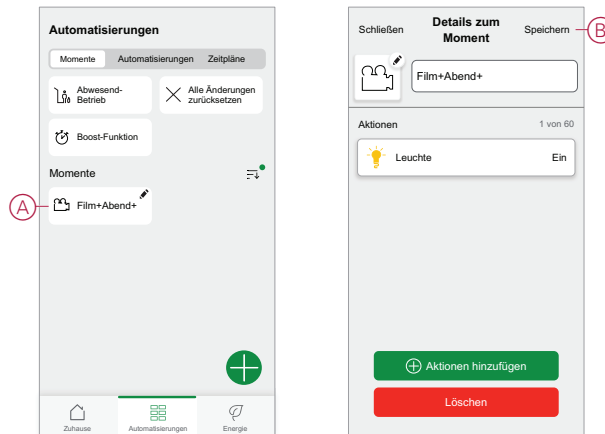 Automatisierungen
Momente Automatisierungen Zeitpläne
Abwesend-
Betrieb
Alle Änderungen
zurücksetzen
Boost-Funktion
Momente
A
Film+Abend+
Zuhause Automatisierungen Energie
Schließen
Details zum
Moment
Speichern
B
Film+Abend+
Aktionen 1 von 60
Leuchte Ein
Aktionen hinzufügen
Löschen